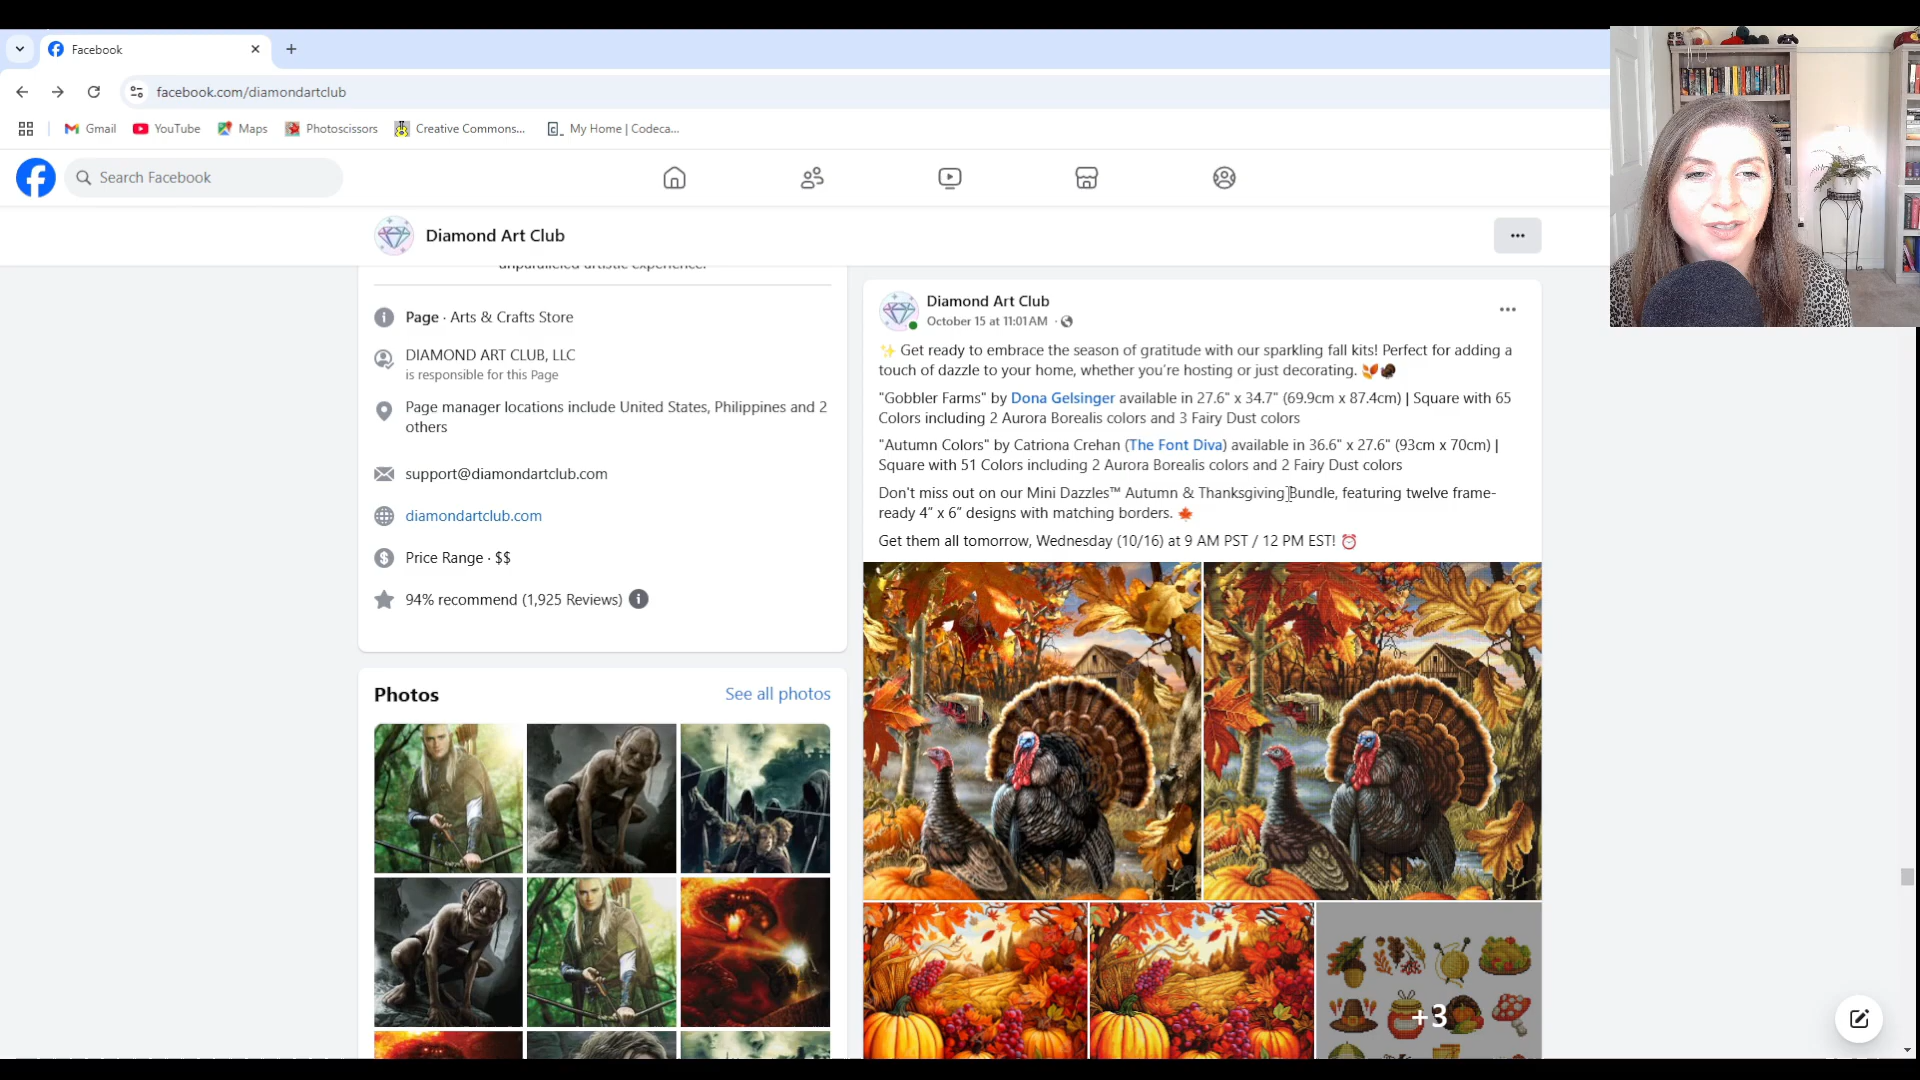 Facebook
facebook.com/diamondartclub
Gmail
YouTube
Maps
Photoscissors
Creative Commons...
My Home | Codeca...
Search Facebook
Diamond Art Club
unparalleled artistic experience.
Page · Arts & Crafts Store
DIAMOND ART CLUB, LLC
is responsible for this Page
Page manager locations include United States, Philippines and 2
others
support@diamondartclub.com
diamondartclub.com
Price Range · $$
94% recommend (1,925 Reviews)
Photos
See all photos
Diamond Art Club
October 15 at 11:01 AM ·
✨ Get ready to embrace the season of gratitude with our sparkling fall kits! Perfect for adding a
touch of dazzle to your home, whether you're hosting or just decorating. 🍂🦃
"Gobbler Farms" by Dona Gelsinger available in 27.6" x 34.7" (69.9cm x 87.4cm) | Square with 65
Colors including 2 Aurora Borealis colors and 3 Fairy Dust colors
"Autumn Colors" by Catriona Crehan (The Font Diva) available in 36.6" x 27.6" (93cm x 70cm) |
Square with 51 Colors including 2 Aurora Borealis colors and 2 Fairy Dust colors
Don't miss out on our Mini Dazzles™ Autumn & Thanksgiving Bundle, featuring twelve frame-
ready 4" x 6" designs with matching borders. 🍁
Get them all tomorrow, Wednesday (10/16) at 9 AM PST / 12 PM EST! ⏰
+3